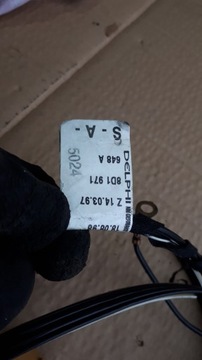 DELPHI
S - A -
648 A
5024
8D1 971
Z 14.03.97